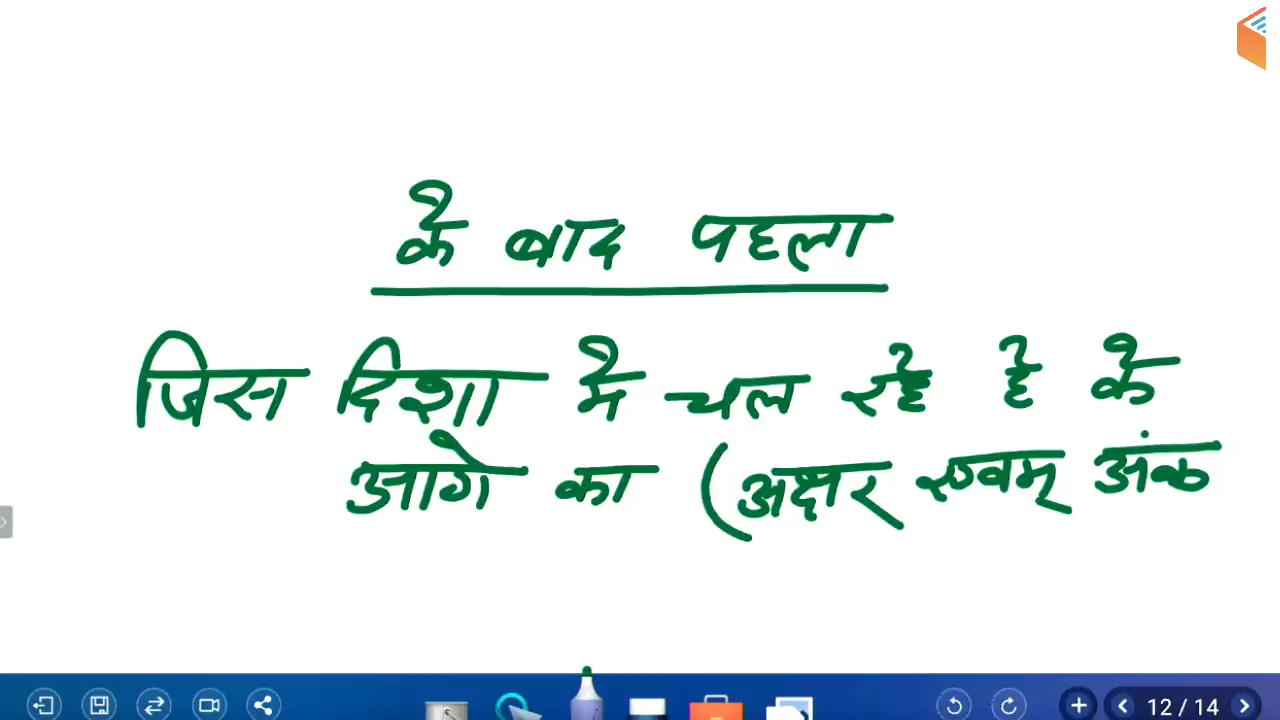 के बाद पहला
जिस दिशा मे चल रहे हे के
आगे का (अक्षर एवम् अंक
12 / 14